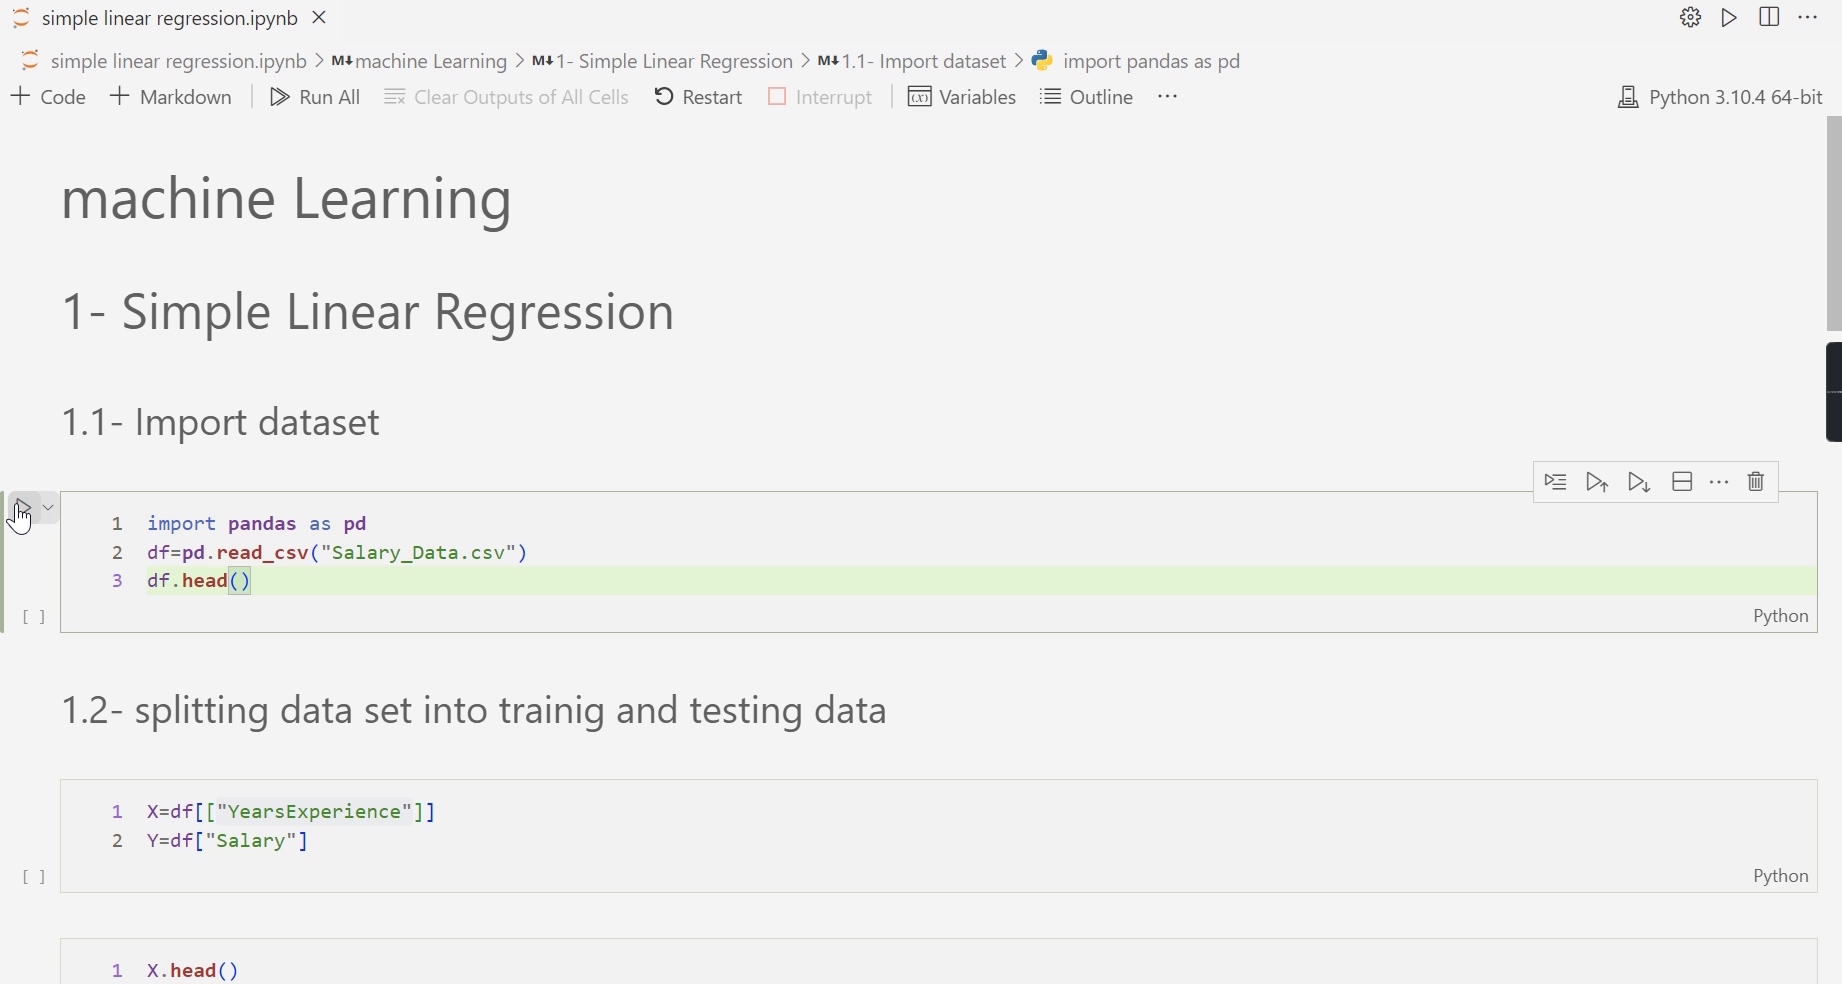 simple linear regression.ipynb
simple linear regression.ipynb > M↓ machine Learning > M↓ 1- Simple Linear Regression > M↓ 1.1- Import dataset > import pandas as pd
+ Code + Markdown Run All Clear Outputs of All Cells Restart Interrupt (x) Variables Outline ... Python 3.10.4 64-bit
machine Learning
1- Simple Linear Regression
1.1- Import dataset
1 import pandas as pd
2 df=pd.read_csv("Salary_Data.csv")
3 df.head()
[ ] Python
1.2- splitting data set into trainig and testing data
1 X=df[["YearsExperience"]]
2 Y=df["Salary"]
[ ] Python
1 X.head()